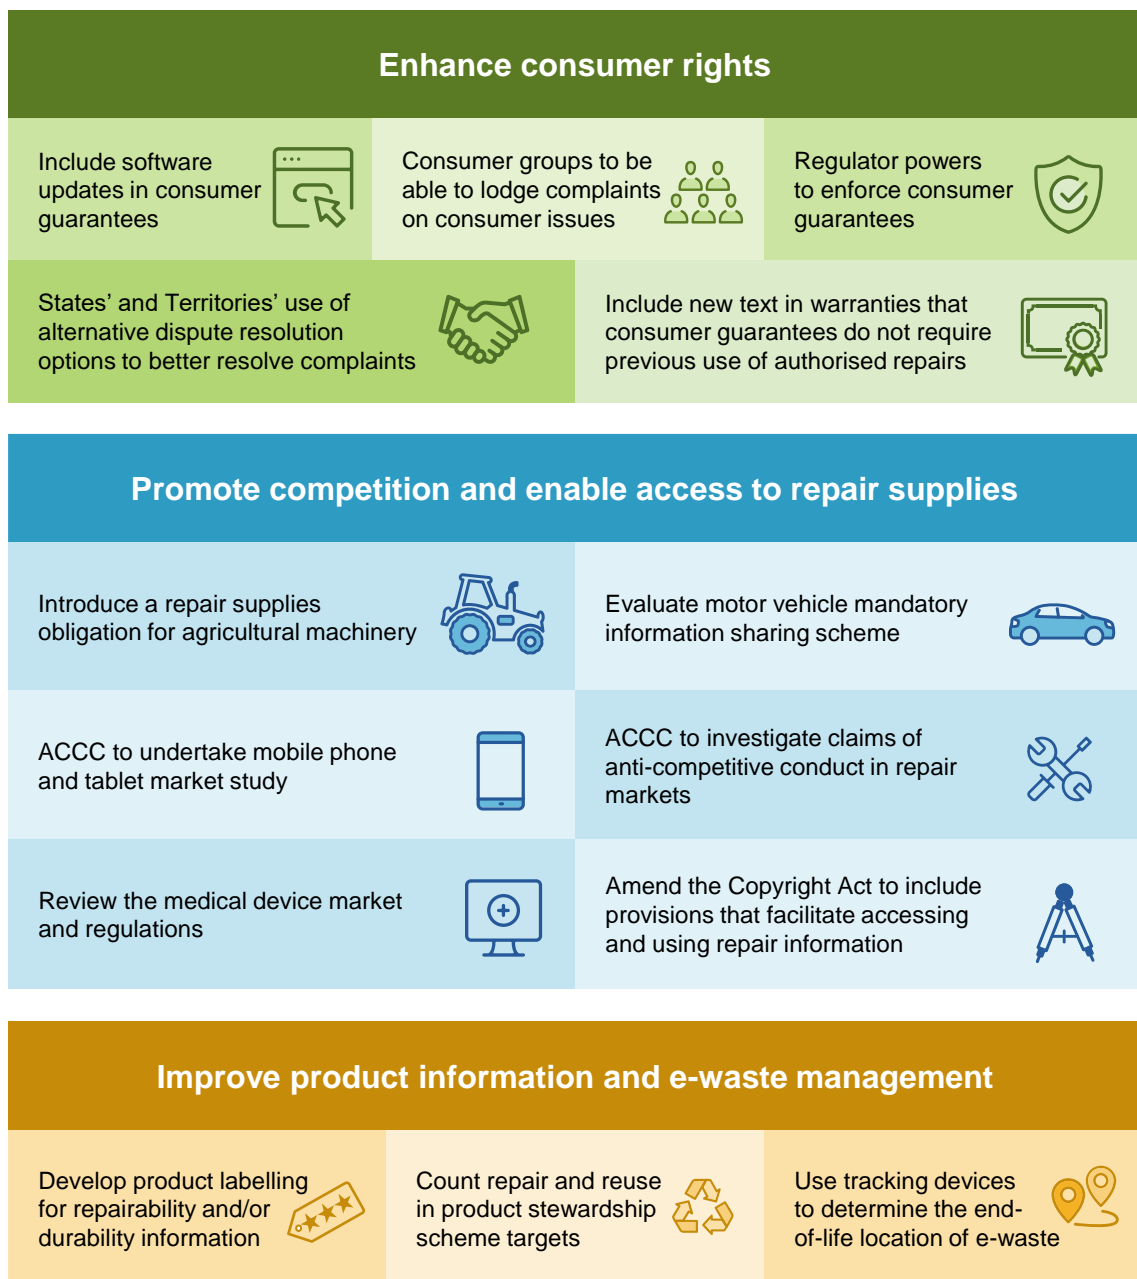 Enhance consumer rights
Include software
updates in consumer
guarantees
Consumer groups to be
able to lodge complaints
on consumer issues
Regulator powers
to enforce consumer
guarantees
States’ and Territories’ use of
alternative dispute resolution
options to better resolve complaints
Include new text in warranties that
consumer guarantees do not require
previous use of authorised repairs
Promote competition and enable access to repair supplies
Introduce a repair supplies
obligation for agricultural machinery
Evaluate motor vehicle mandatory
information sharing scheme
ACCC to undertake mobile phone
and tablet market study
ACCC to investigate claims of
anti-competitive conduct in repair
markets
Review the medical device market
and regulations
Amend the Copyright Act to include
provisions that facilitate accessing
and using repair information
Improve product information and e-waste management
Develop product labelling
for repairability and/or
durability information
Count repair and reuse
in product stewardship
scheme targets
Use tracking devices
to determine the end-
of-life location of e-waste